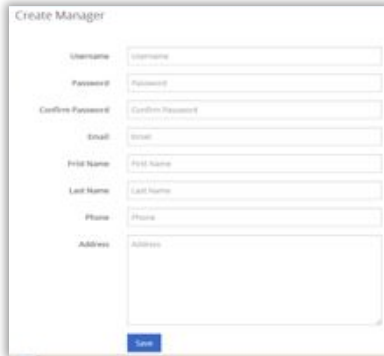 Create Manager
Username Username
Password Password
Confirm Password Confirm Password
Email Email
Frist Name First Name
Last Name Last Name
Phone Phone
Address Address
Save